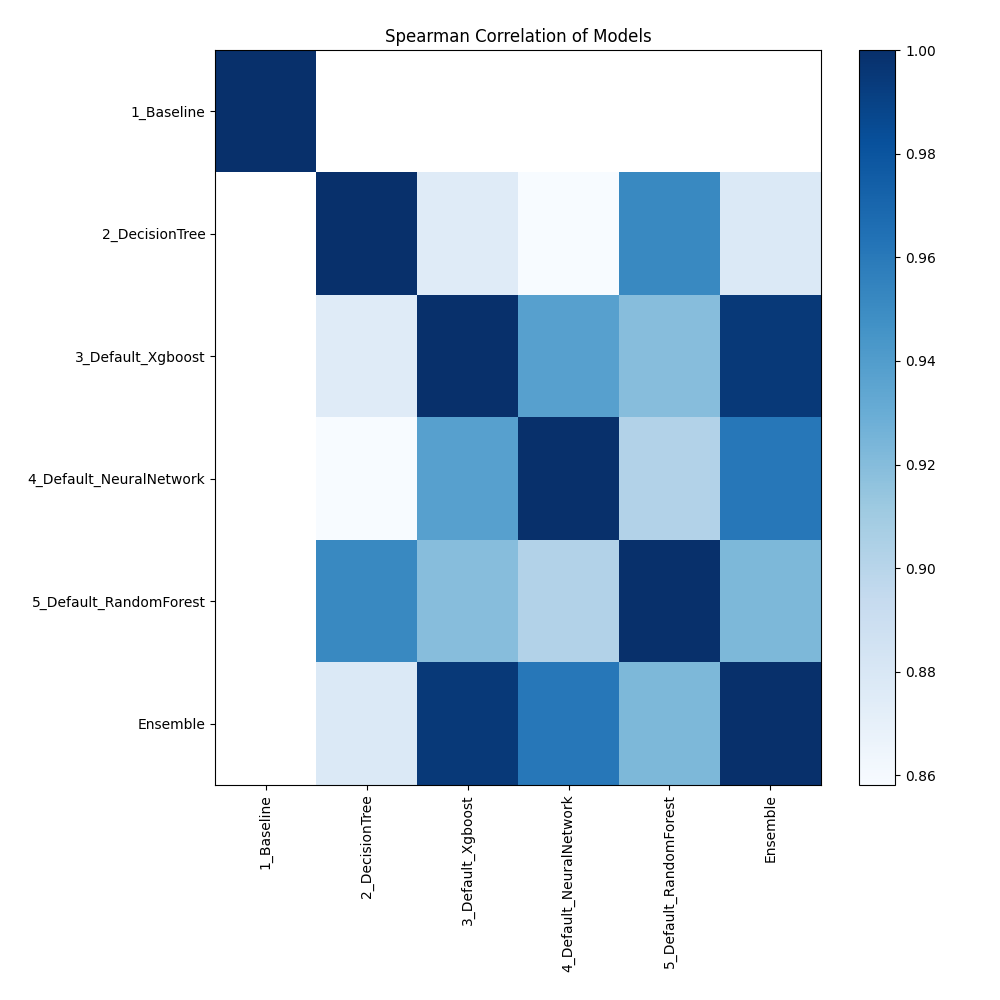 Spearman Correlation of Models
1_Baseline
2_DecisionTree
3_Default_Xgboost
4_Default_NeuralNetwork
5_Default_RandomForest
Ensemble
1_Baseline
2_DecisionTree
3_Default_Xgboost
4_Default_NeuralNetwork
5_Default_RandomForest
Ensemble
1.00
0.98
0.96
0.94
0.92
0.90
0.88
0.86